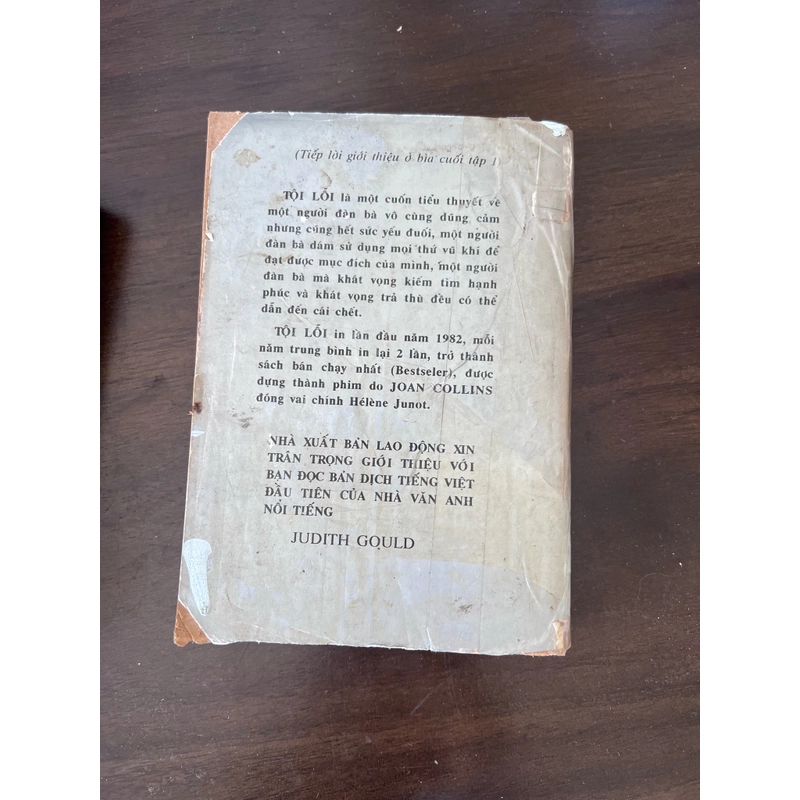 (Tiếp lời giới thiệu ở bìa cuối tập 1
TỘI LỖI là một cuốn tiểu thuyết về
một người đàn bà vô cùng dũng cảm
nhưng cũng hết sức yếu đuối, một người
đàn bà dám sử dụng mọi thứ vũ khí để
đạt được mục đích của mình, một người
đàn bà mà khát vọng kiếm tìm hạnh
phúc và khát vọng trả thù đều có thể
dẫn đến cái chết.
TỘI LỖI in lần đầu năm 1982, mỗi
năm trung bình in lại 2 lần, trở thành
sách bán chạy nhất (Bestseler), được
dựng thành phim do JOAN COLLINS
đóng vai chính Hélène Junot.
NHÀ XUẤT BẢN LAO ĐỘNG XIN
TRÂN TRỌNG GIỚI THIỆU VỚI
BẠN ĐỌC BẢN DỊCH TIẾNG VIỆT
ĐẦU TIÊN CỦA NHÀ VĂN ANH
NỔI TIẾNG
JUDITH GOULD